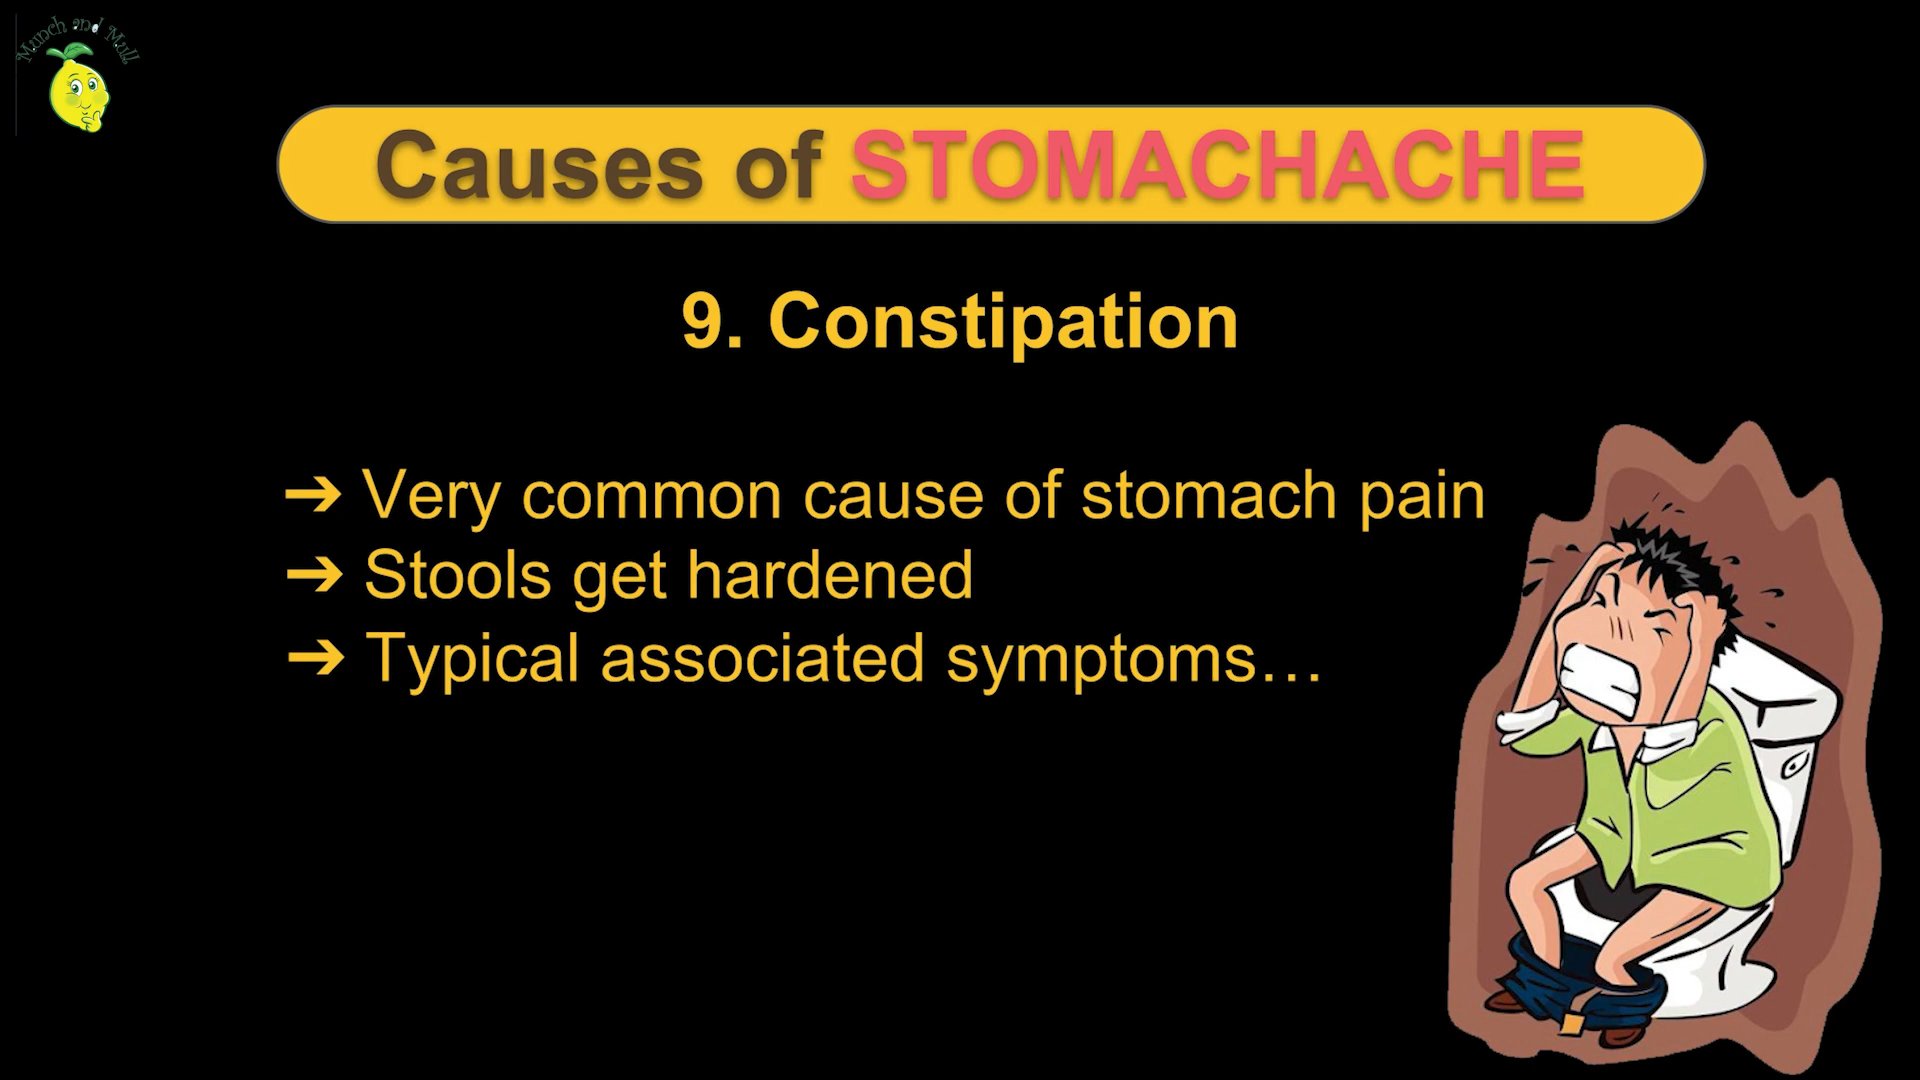 Munch and Mull
Causes of STOMACHACHE
9. Constipation
➔ Very common cause of stomach pain
➔ Stools get hardened
➔ Typical associated symptoms…